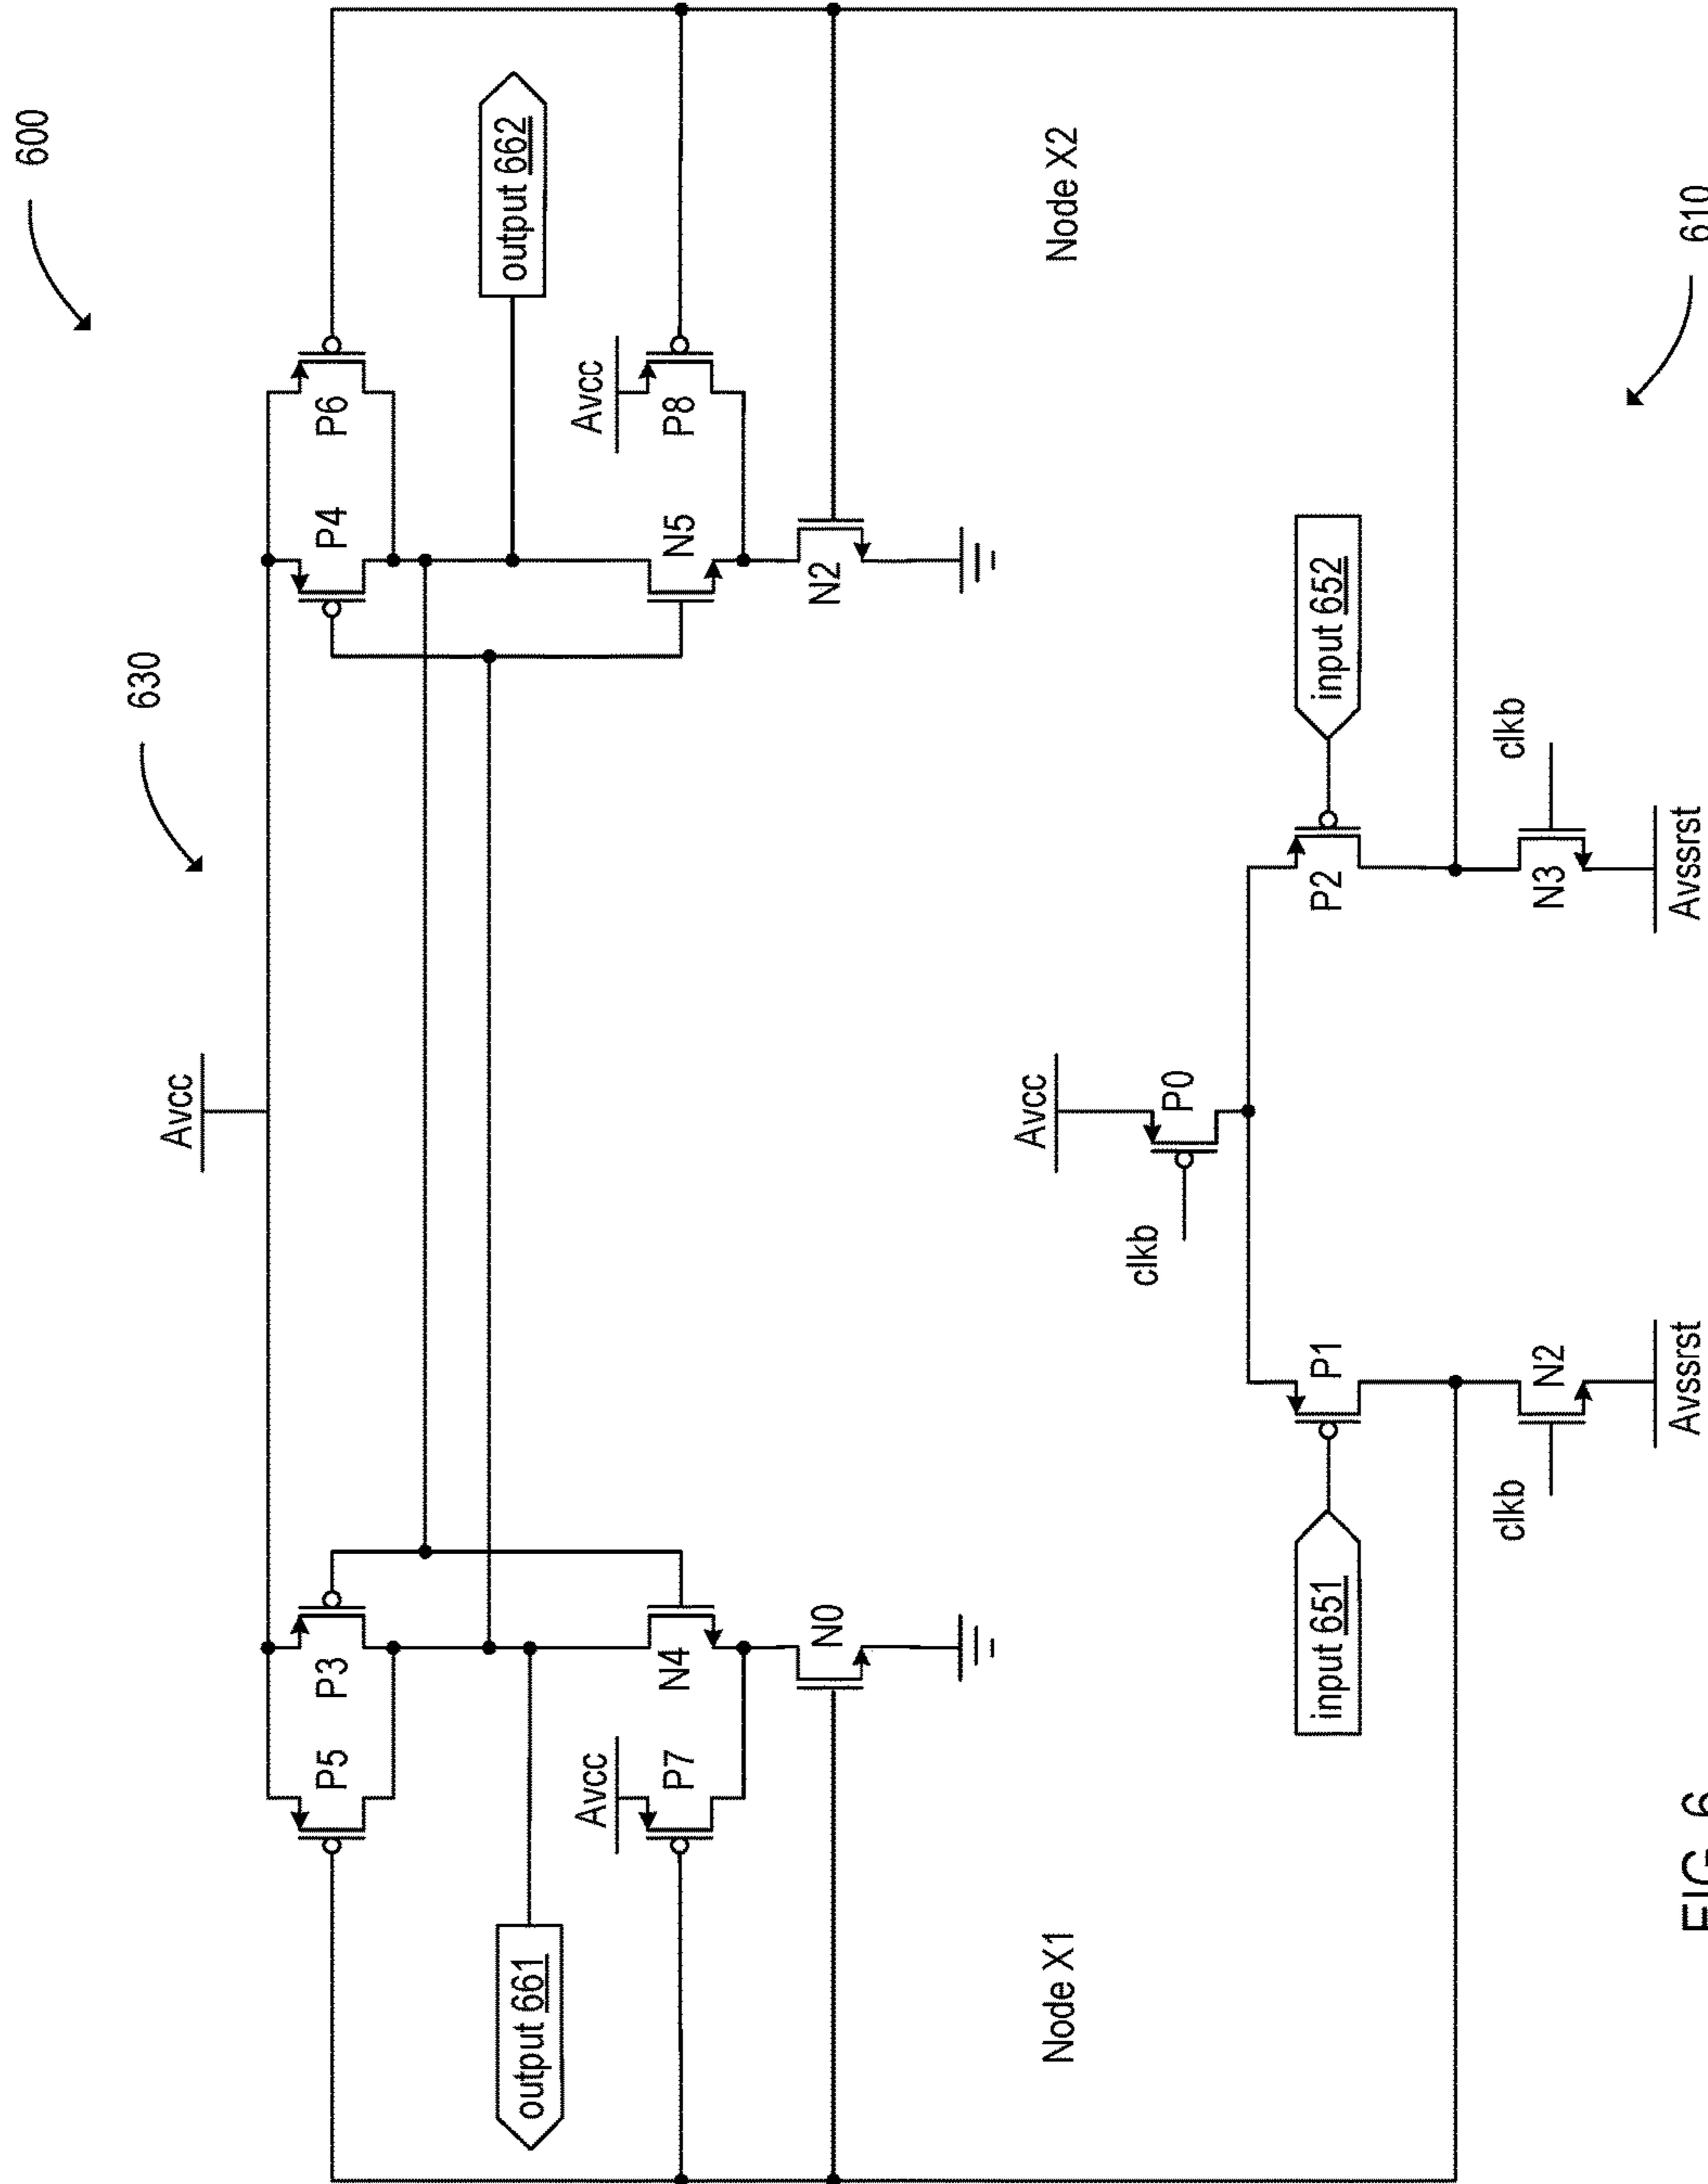 600
630
Avcc
P5
P3
P4
P6
output 661
output 662
Avcc
P7
N4
N5
Avcc
P8
N0
N2
Node X1
Node X2
Avcc
clkb
P0
610
input 651
P1
P2
input 652
clkb
N2
N3
clkb
Avssrst
Avssrst
FIG. 6